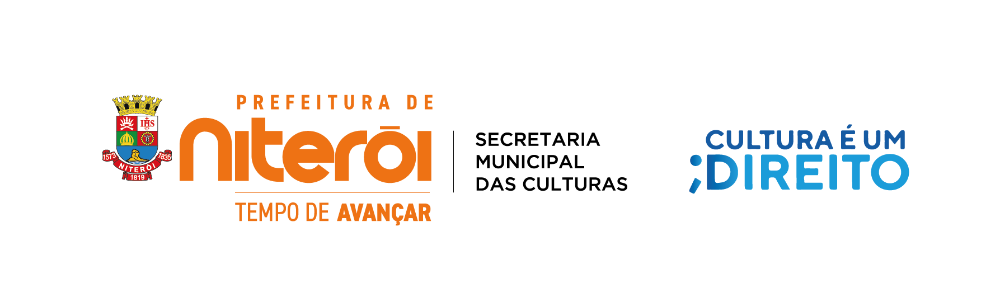 PREFEITURA DE
NITERÓI
TEMPO DE AVANÇAR
IHS
1573
1835
NITERÓI
1819
SECRETARIA
MUNICIPAL
DAS CULTURAS
CULTURA É UM
;DIREITO